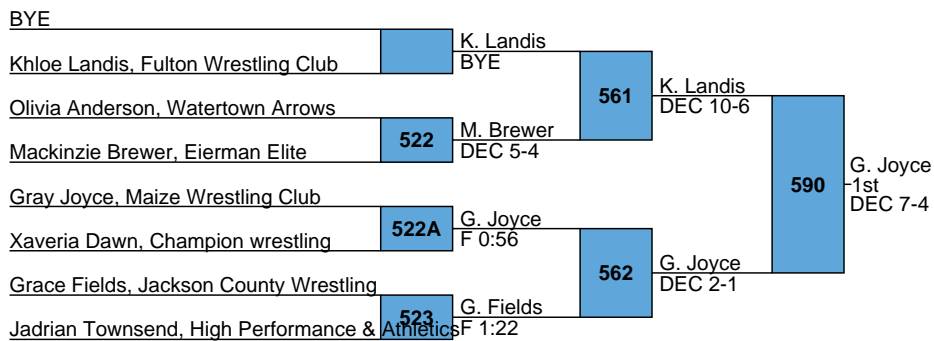 BYE
Khloe Landis, Fulton Wrestling Club
Olivia Anderson, Watertown Arrows
522
Mackinzie Brewer, Eierman Elite
Gray Joyce, Maize Wrestling Club
522A
Xaveria Dawn, Champion wrestling
Grace Fields, Jackson County Wrestling
523
Jadrian Townsend, High Performance & Athletics
K. Landis
BYE
561
M. Brewer
DEC 5-4
G. Joyce
F 0:56
562
G. Fields
F 1:22
K. Landis
DEC 10-6
590
G. Joyce
DEC 2-1
G. Joyce
1st
DEC 7-4